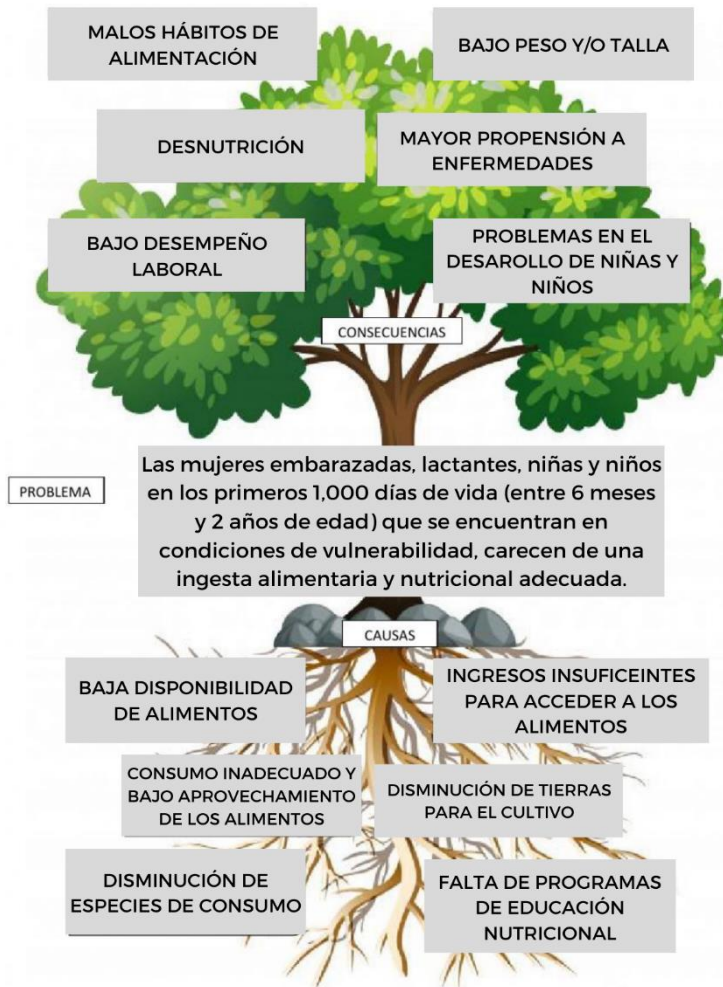 MALOS HÁBITOS DE
ALIMENTACIÓN
BAJO PESO Y/O TALLA
DESNUTRICIÓN
MAYOR PROPENSIÓN A
ENFERMEDADES
BAJO DESEMPEÑO
LABORAL
PROBLEMAS EN EL
DESAROLLO DE NIÑAS Y
NIÑOS
CONSECUENCIAS
PROBLEMA
Las mujeres embarazadas, lactantes, niñas y niños
en los primeros 1,000 días de vida (entre 6 meses
y 2 años de edad) que se encuentran en
condiciones de vulnerabilidad, carecen de una
ingesta alimentaria y nutricional adecuada.
CAUSAS
BAJA DISPONIBILIDAD
DE ALIMENTOS
INGRESOS INSUFICEINTES
PARA ACCEDER A LOS
ALIMENTOS
CONSUMO INADECUADO Y
BAJO APROVECHAMIENTO
DE LOS ALIMENTOS
DISMINUCIÓN DE TIERRAS
PARA EL CULTIVO
DISMINUCIÓN DE
ESPECIES DE CONSUMO
FALTA DE PROGRAMAS
DE EDUCACIÓN
NUTRICIONAL